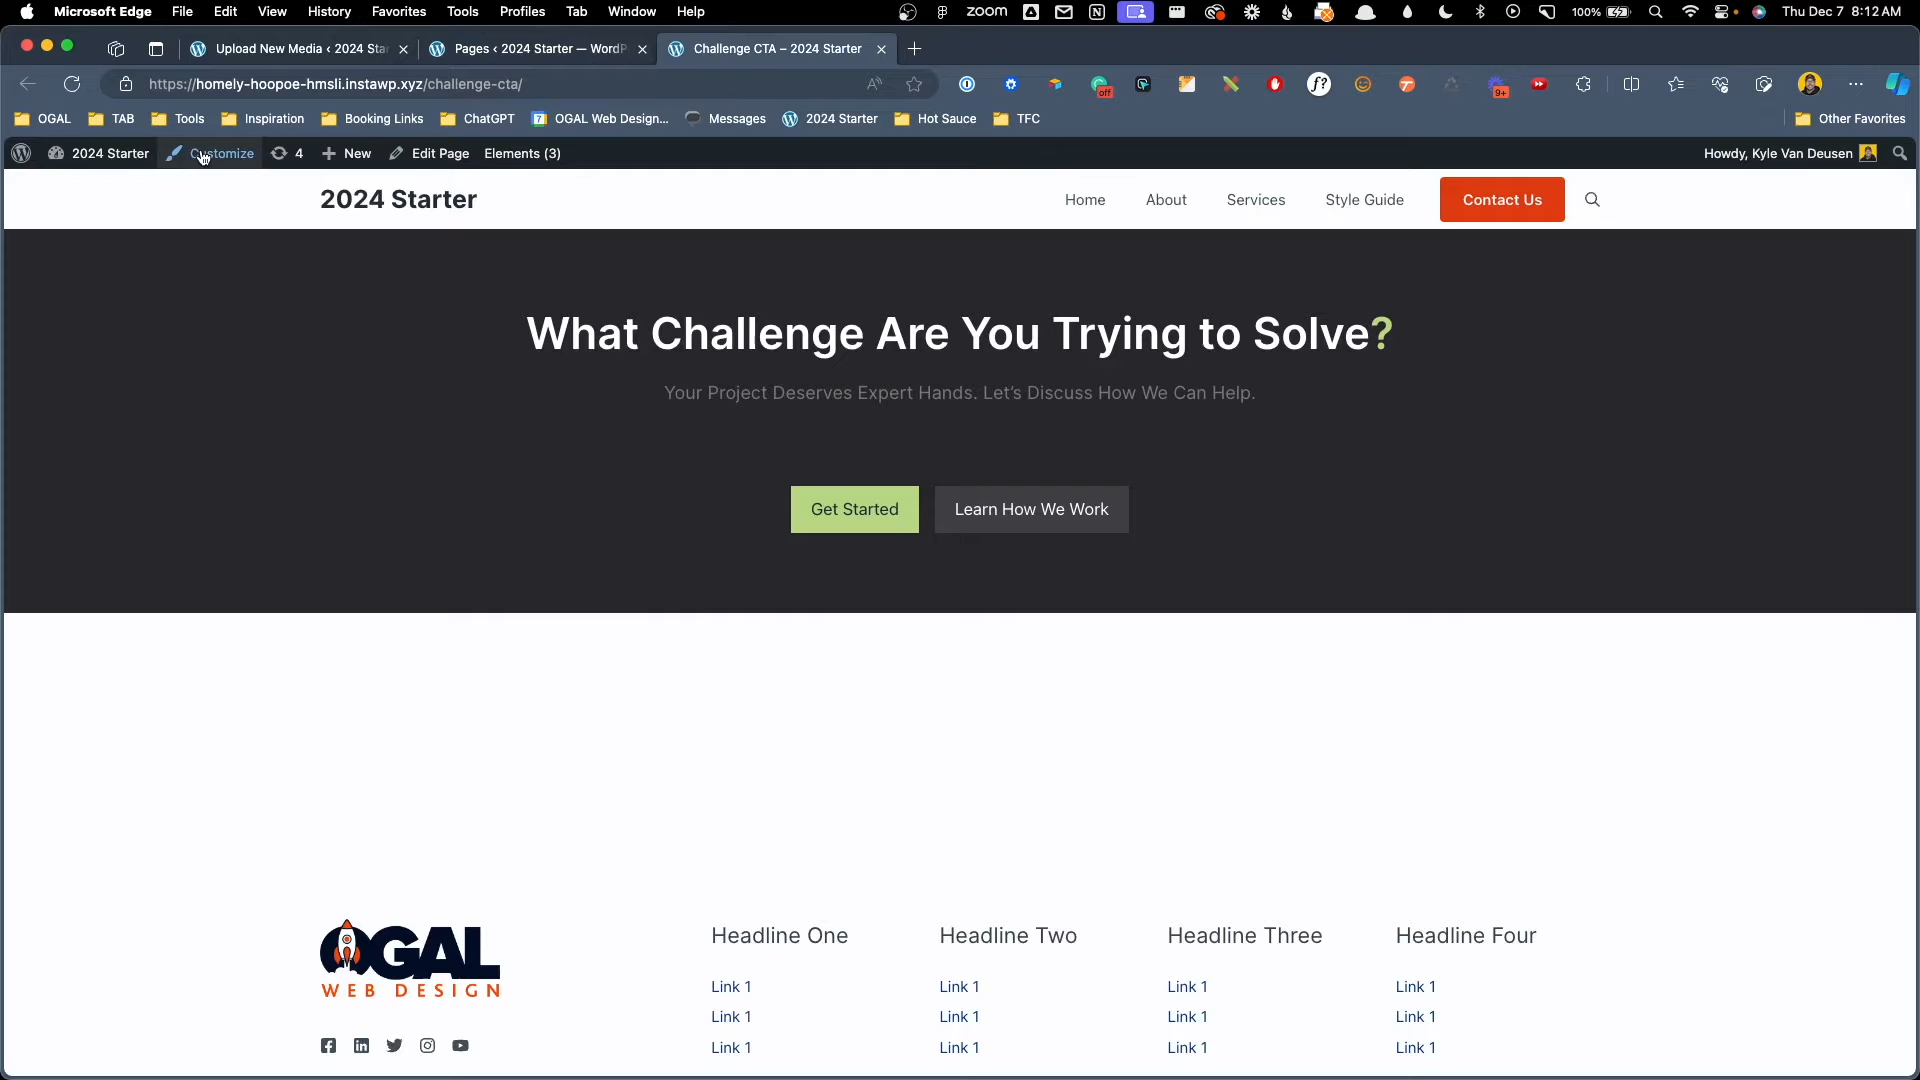 Microsoft Edge File Edit View History Favorites Tools Profiles Tab Window Help zoom 100% Thu Dec 7 8:12 AM
Upload New Media ‹ 2024 Star Pages ‹ 2024 Starter — WordP Challenge CTA – 2024 Starter
https://homely-hoopoe-hmsli.instawp.xyz/challenge-cta/ off f? 9+
OGAL TAB Tools Inspiration Booking Links ChatGPT 7 OGAL Web Design... Messages 2024 Starter Hot Sauce TFC Other Favorites
2024 Starter Customize 4 New Edit Page Elements (3) Howdy, Kyle Van Deusen
2024 Starter Home About Services Style Guide Contact Us
What Challenge Are You Trying to Solve?
Your Project Deserves Expert Hands. Let's Discuss How We Can Help.
Get Started Learn How We Work
OGAL
WEB DESIGN
Headline One Headline Two Headline Three Headline Four
Link 1 Link 1 Link 1 Link 1
Link 1 Link 1 Link 1 Link 1
Link 1 Link 1 Link 1 Link 1